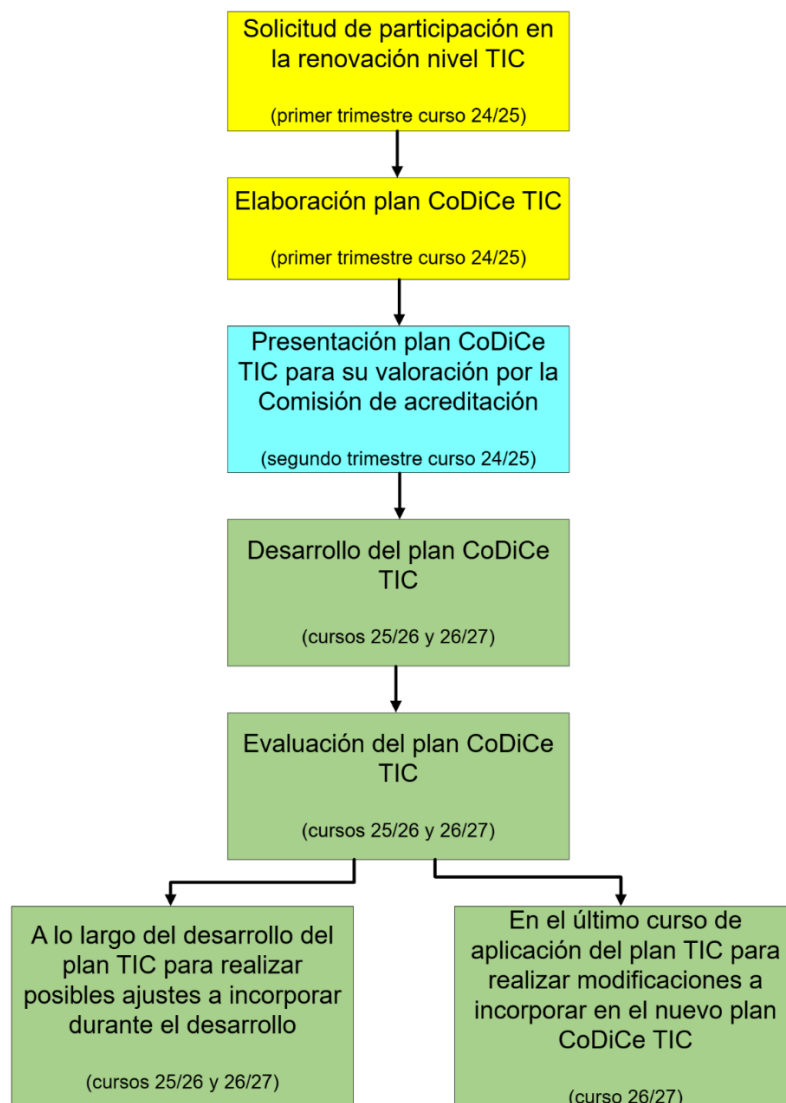 Solicitud de participación en
la renovación nivel TIC
(primer trimestre curso 24/25)
Elaboración plan CoDiCe TIC
(primer trimestre curso 24/25)
Presentación plan CoDiCe
TIC para su valoración por la
Comisión de acreditación
(segundo trimestre curso 24/25)
Desarrollo del plan CoDiCe
TIC
(cursos 25/26 y 26/27)
Evaluación del plan CoDiCe
TIC
(cursos 25/26 y 26/27)
A lo largo del desarrollo del
plan TIC para realizar
posibles ajustes a incorporar
durante el desarrollo
(cursos 25/26 y 26/27)
En el último curso de
aplicación del plan TIC para
realizar modificaciones a
incorporar en el nuevo plan
CoDiCe TIC
(curso 26/27)